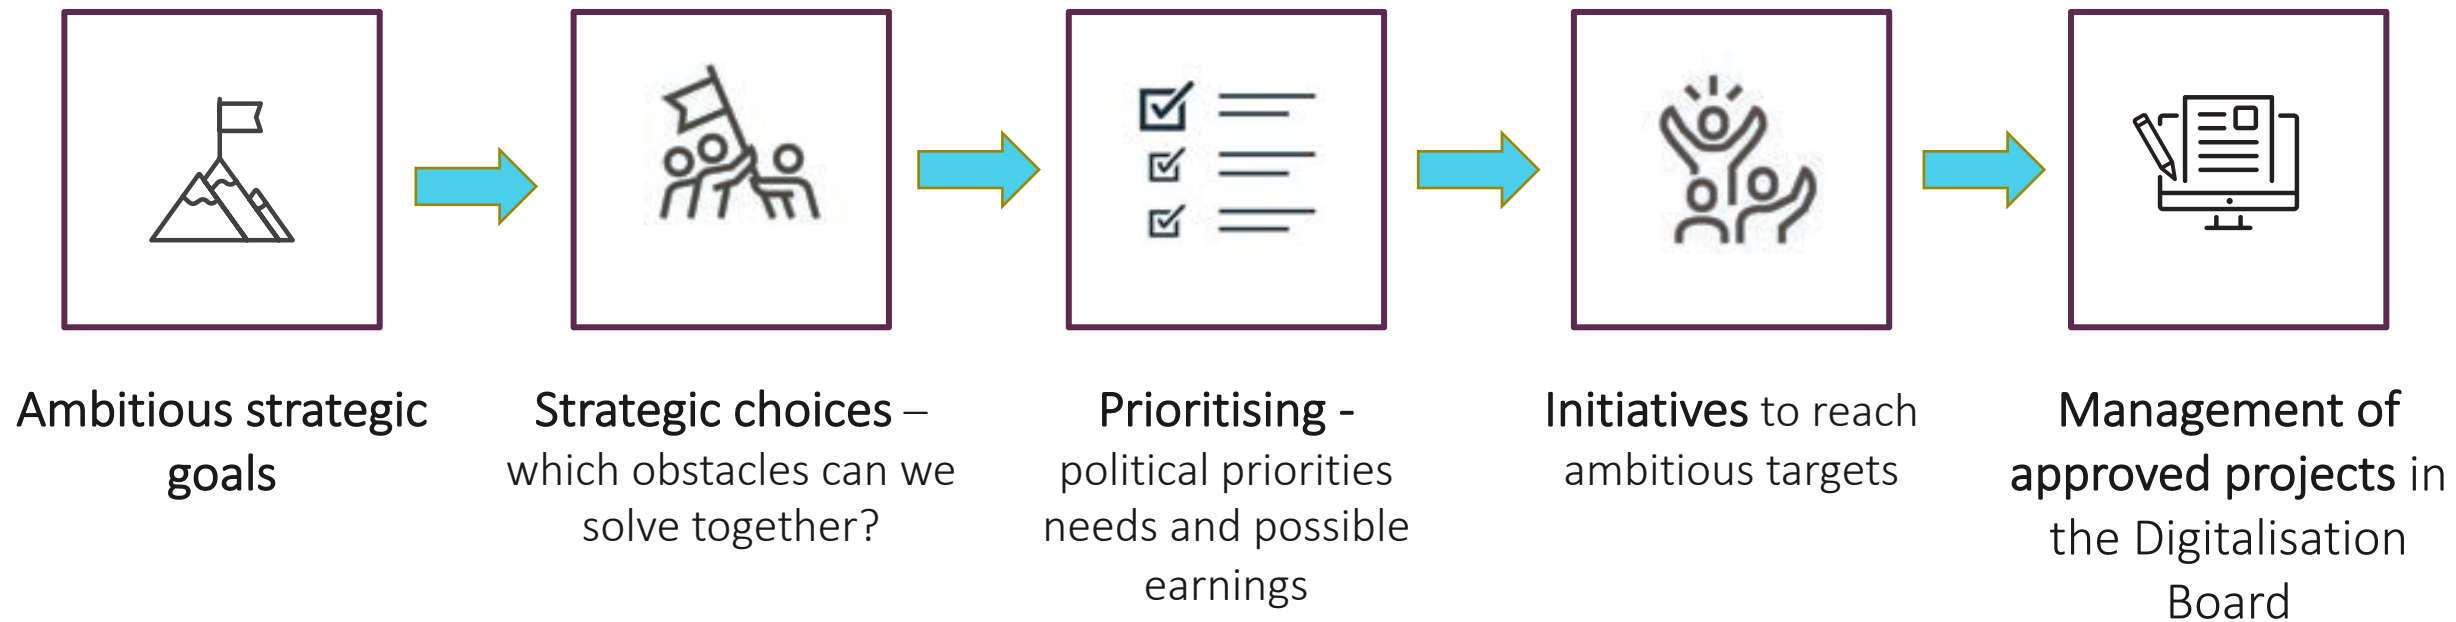 Ambitious strategic
goals
Strategic choices –
which obstacles can we
solve together?
Prioritising -
political priorities
needs and possible
earnings
Initiatives to reach
ambitious targets
Management of
approved projects in
the Digitalisation
Board